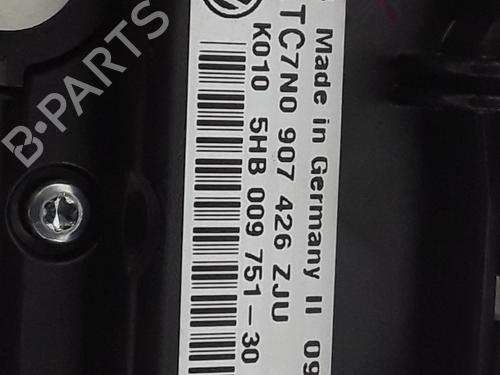 Made in Germany II 09
TC7N0 907 426 ZJU
K010 5HB 009 751-30
B-PARTS